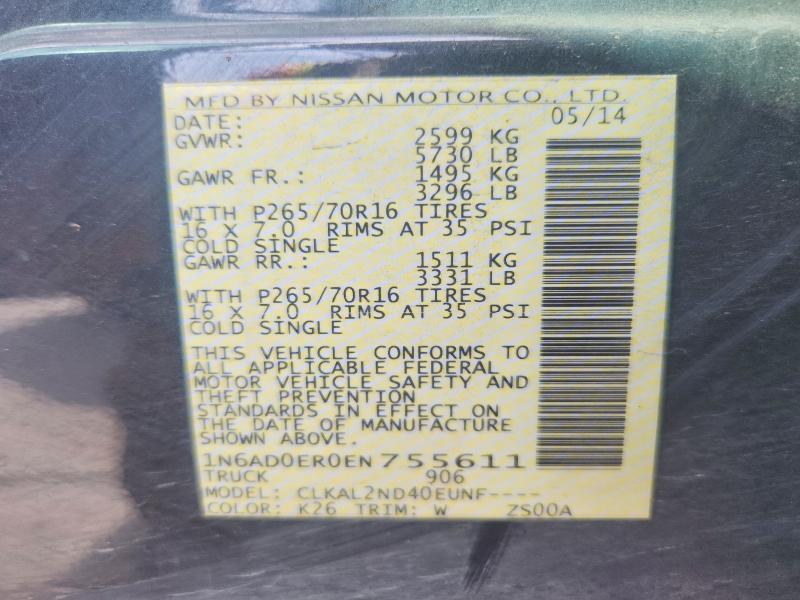 MFD BY NISSAN MOTOR CO., LTD.
DATE: 05/14
GVWR: 2599 KG
5730 LB
GAWR FR.: 1495 KG
3296 LB
WITH P265/70R16 TIRES
16 X 7.0 RIMS AT 35 PSI
COLD SINGLE
GAWR RR.: 1511 KG
3331 LB
WITH P265/70R16 TIRES
16 X 7.0 RIMS AT 35 PSI
COLD SINGLE
THIS VEHICLE CONFORMS TO
ALL APPLICABLE FEDERAL
MOTOR VEHICLE SAFETY AND
THEFT PREVENTION
STANDARDS IN EFFECT ON
THE DATE OF MANUFACTURE
SHOWN ABOVE.
1N6AD0ER0EN755611
TRUCK 906
MODEL: CLKAL2ND40EUNF----
COLOR: K26 TRIM: W ZS00A